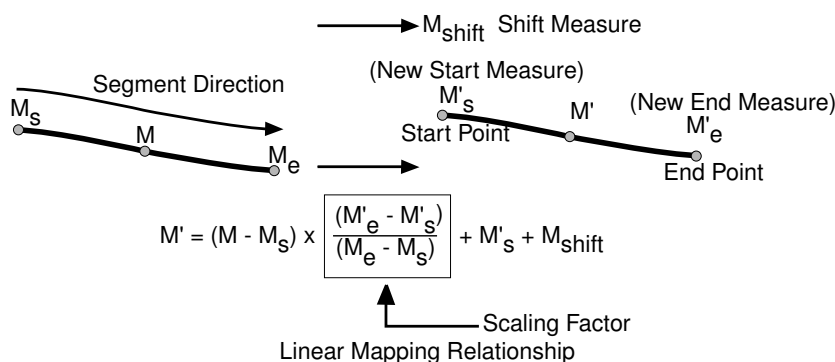 M_shift Shift Measure
Segment Direction
(New Start Measure)
M_s
M
M_e
M'_s
M'
(New End Measure)
M'_e
Start Point
End Point
M' = (M - M_s) x (M'_e - M'_s) / (M_e - M_s) + M'_s + M_shift
Scaling Factor
Linear Mapping Relationship